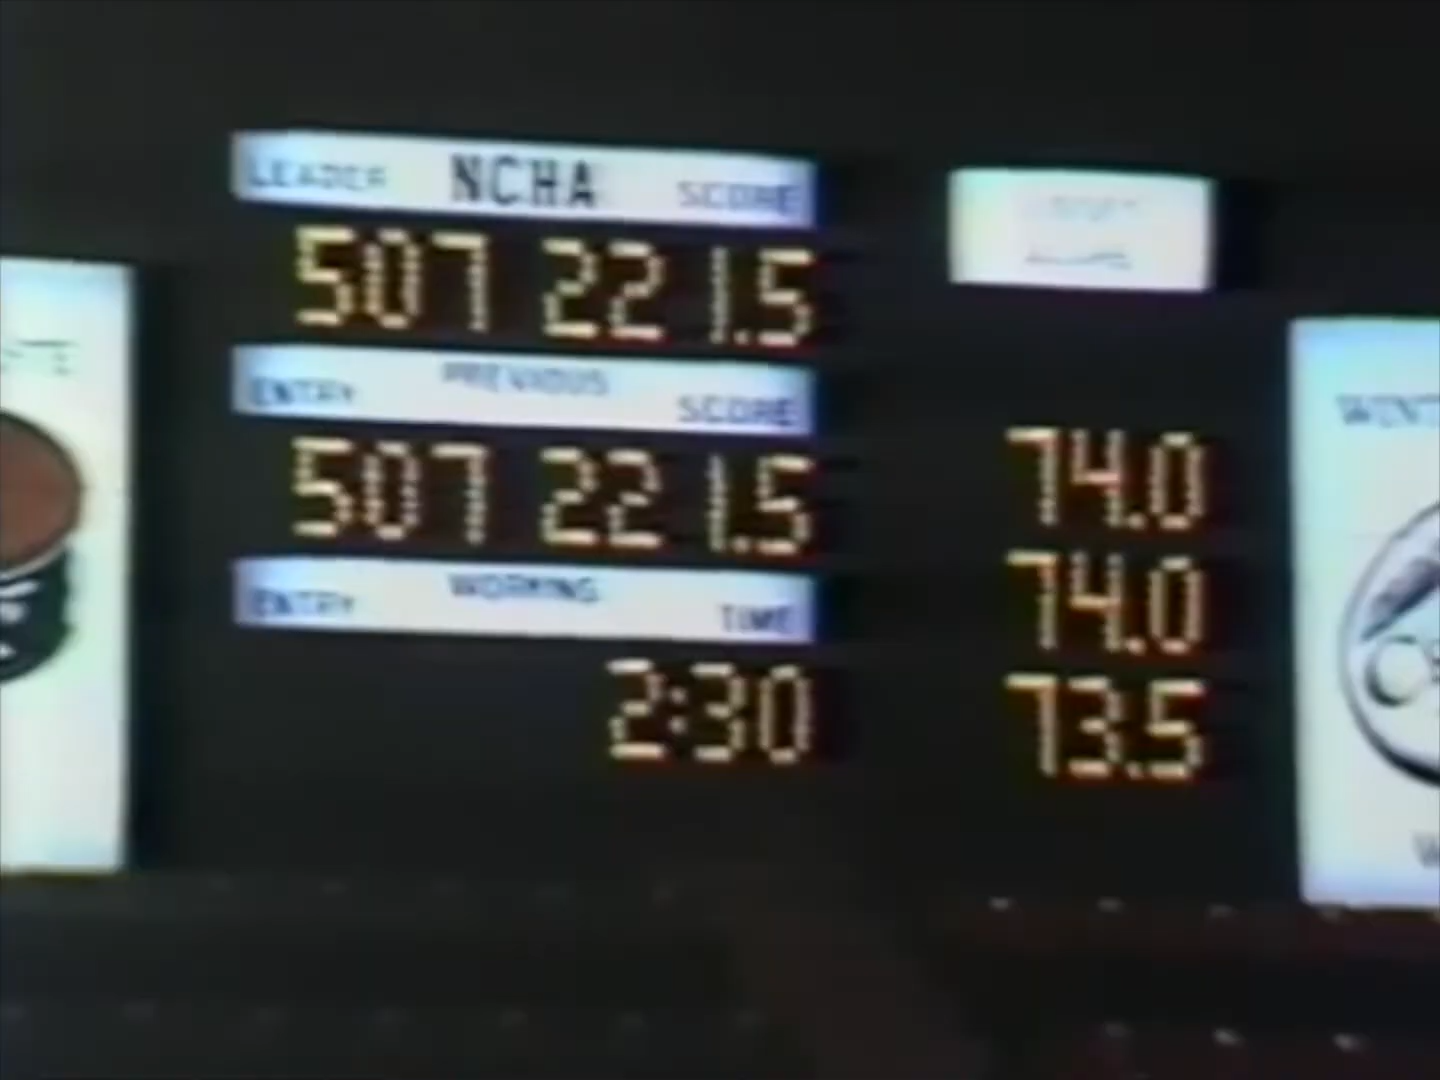 LEADER NCHA SCORE
507 221.5
ENTRY PREVIOUS SCORE
507 221.5
ENTRY WORKING TIME
2:30
74.0
74.0
73.5